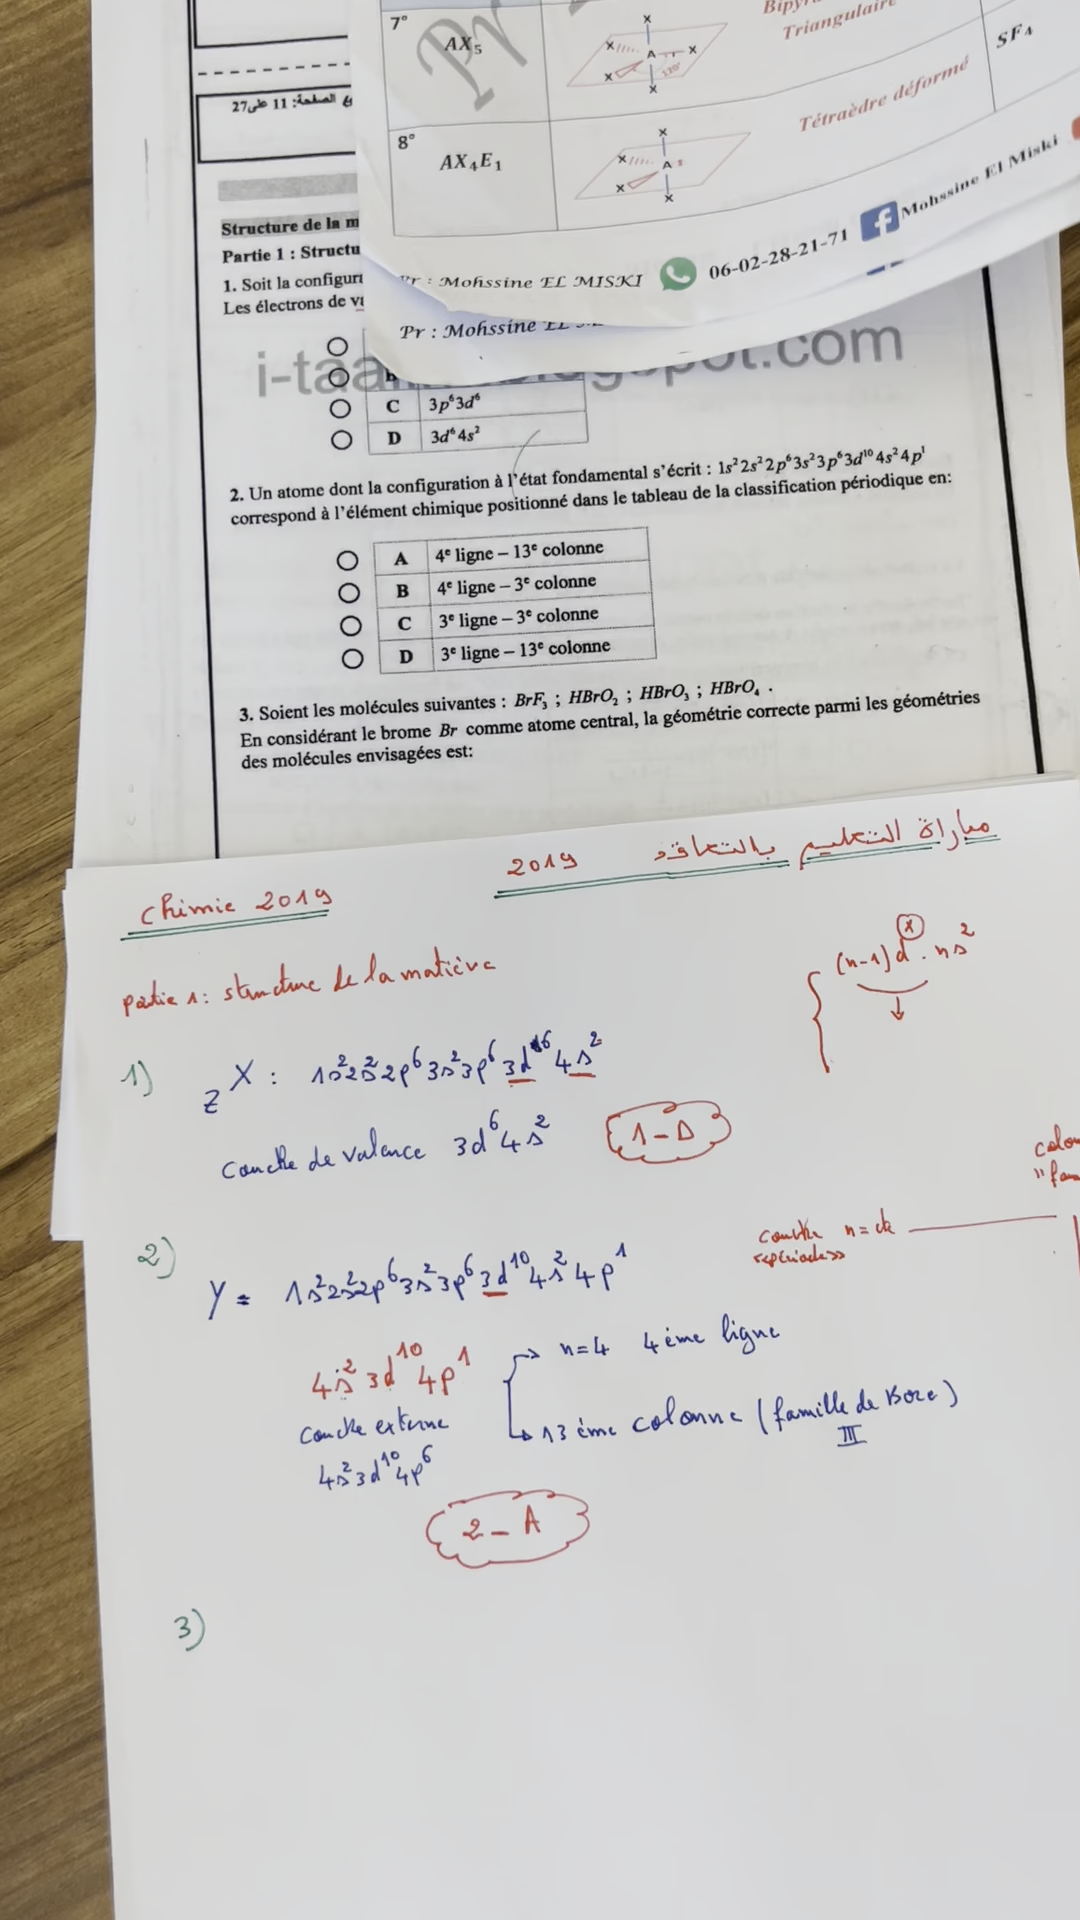 7°
AX₅
X
X
A
X
X
X
120°
Triangulaire
SF₄
8°
AX₄E₁
X
X
A
X
X
Tétraèdre déformé
Pr
Pr : Mohssine EL MISKI
06-02-28-21-71
Mohssine El Miski
Pr : Mohssine
الصفحة: 11 على 27
Structure de la m
Partie 1 : Structu
1. Soit la configur
Les électrons de v
i-taa
pot.com
C 3p⁶3d⁶
D 3d⁶4s²
2. Un atome dont la configuration à l'état fondamental s'écrit : 1s²2s²2p⁶3s²3p⁶3d¹⁰4s²4p¹
correspond à l'élément chimique positionné dans le tableau de la classification périodique en:
A 4ᵉ ligne – 13ᵉ colonne
B 4ᵉ ligne – 3ᵉ colonne
C 3ᵉ ligne – 3ᵉ colonne
D 3ᵉ ligne – 13ᵉ colonne
3. Soient les molécules suivantes : BrF₃ ; HBrO₂ ; HBrO₃ ; HBrO₄ .
En considérant le brome Br comme atome central, la géométrie correcte parmi les géométries
des molécules envisagées est:
مباراة التعليم بالتعاقد 2019
Chimie 2019
partie 1: structure de la matière
(n-1)d ˣ . ns²
1) zX : 1s²2s²2p⁶3s²3p⁶3d⁶4s²
couche de valence 3d⁶4s²
1-D
colon
"fam
couche n=
2)
Y = 1s²2s²2p⁶3s²3p⁶3d¹⁰4s²4p¹
4s²3d¹⁰4p¹
→ n=4 4ème ligne
couche externe
→ 13ème colonne (famille de Bore)
III
4s²3d¹⁰4p⁶
2-A
3)